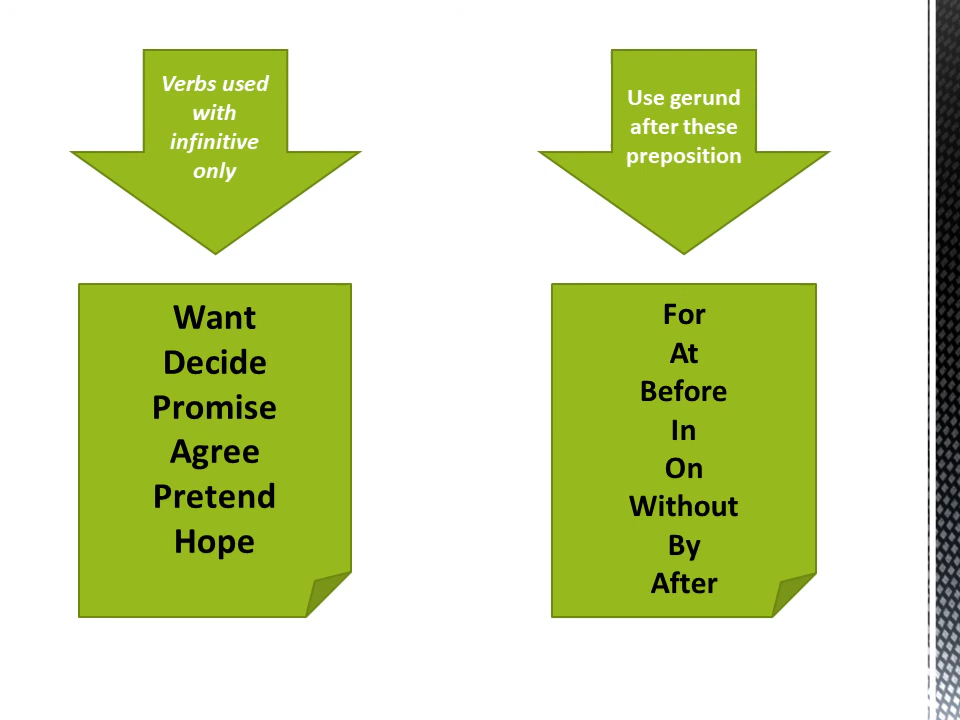 Verbs used
with
infinitive
only
Want
Decide
Promise
Agree
Pretend
Hope
Use gerund
after these
preposition
For
At
Before
In
On
Without
By
After